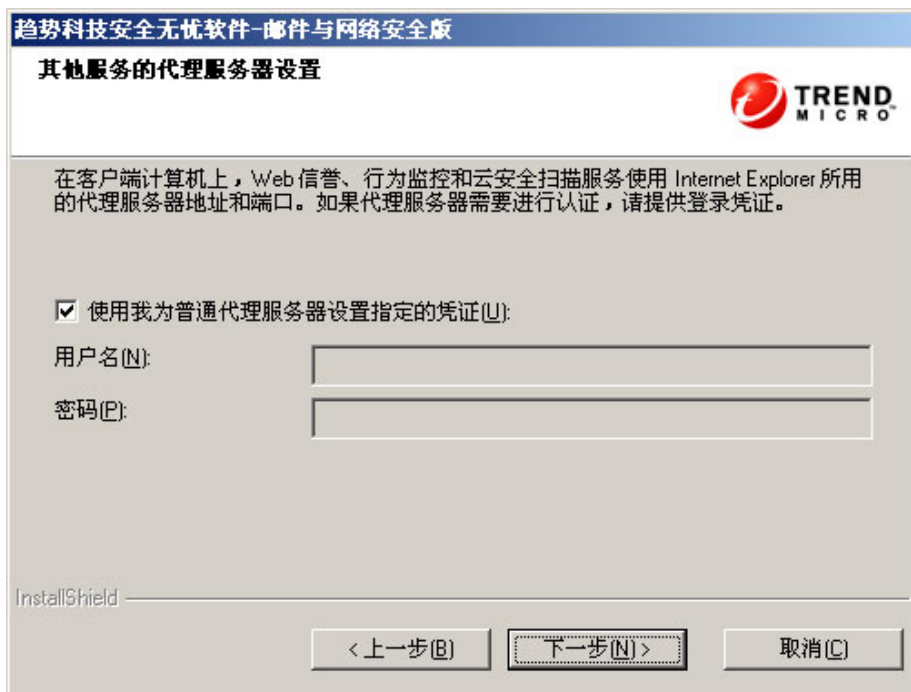 趋势科技安全无忧软件-邮件与网络安全版
其他服务的代理服务器设置
TREND
MICRO™
在客户端计算机上，Web 信誉、行为监控和云安全扫描服务使用 Internet Explorer 所用
的代理服务器地址和端口。如果代理服务器需要进行认证，请提供登录凭证。
使用我为普通代理服务器设置指定的凭证(U):
用户名(N):
密码(P):
InstallShield
< 上一步(B)
下一步(N) >
取消(C)